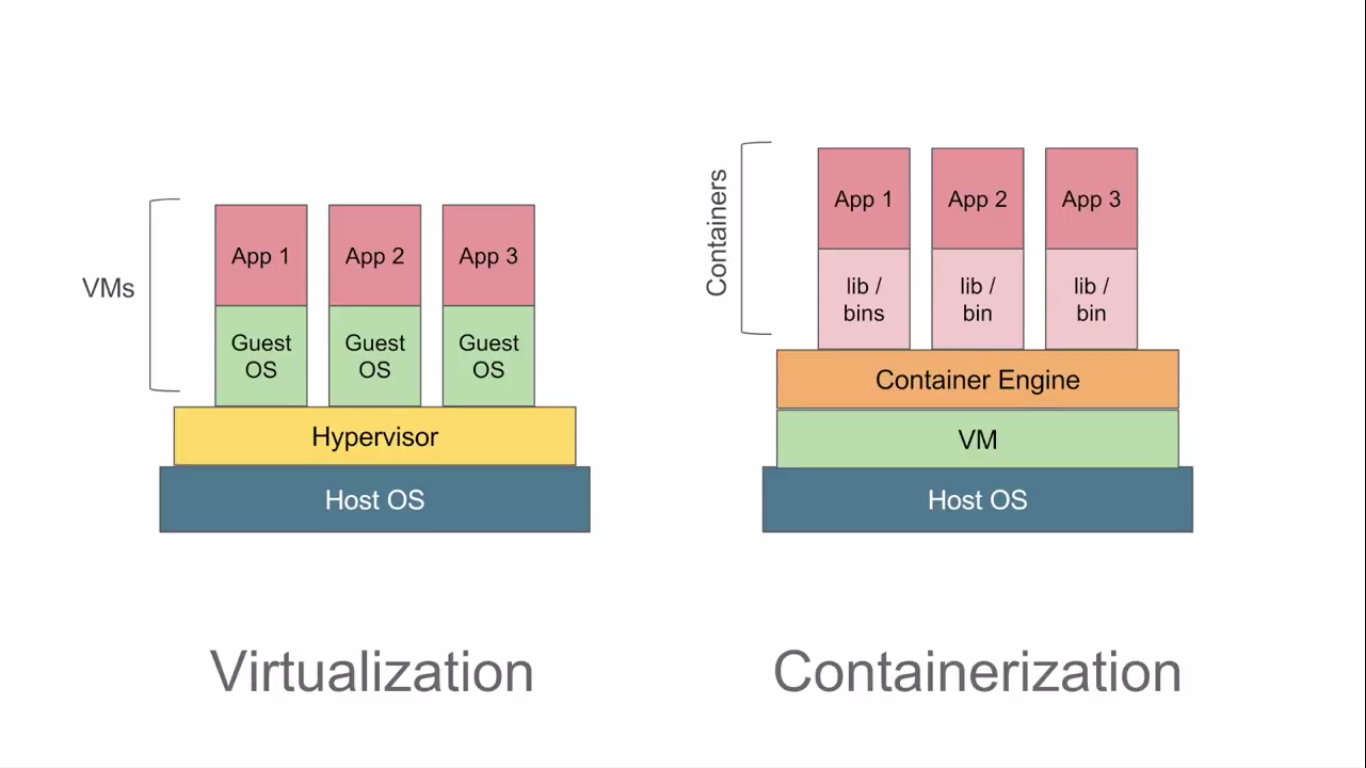 VMs
App 1
App 2
App 3
Guest
OS
Guest
OS
Guest
OS
Hypervisor
Host OS
Virtualization
Containers
App 1
App 2
App 3
lib /
bins
lib /
bin
lib /
bin
Container Engine
VM
Host OS
Containerization